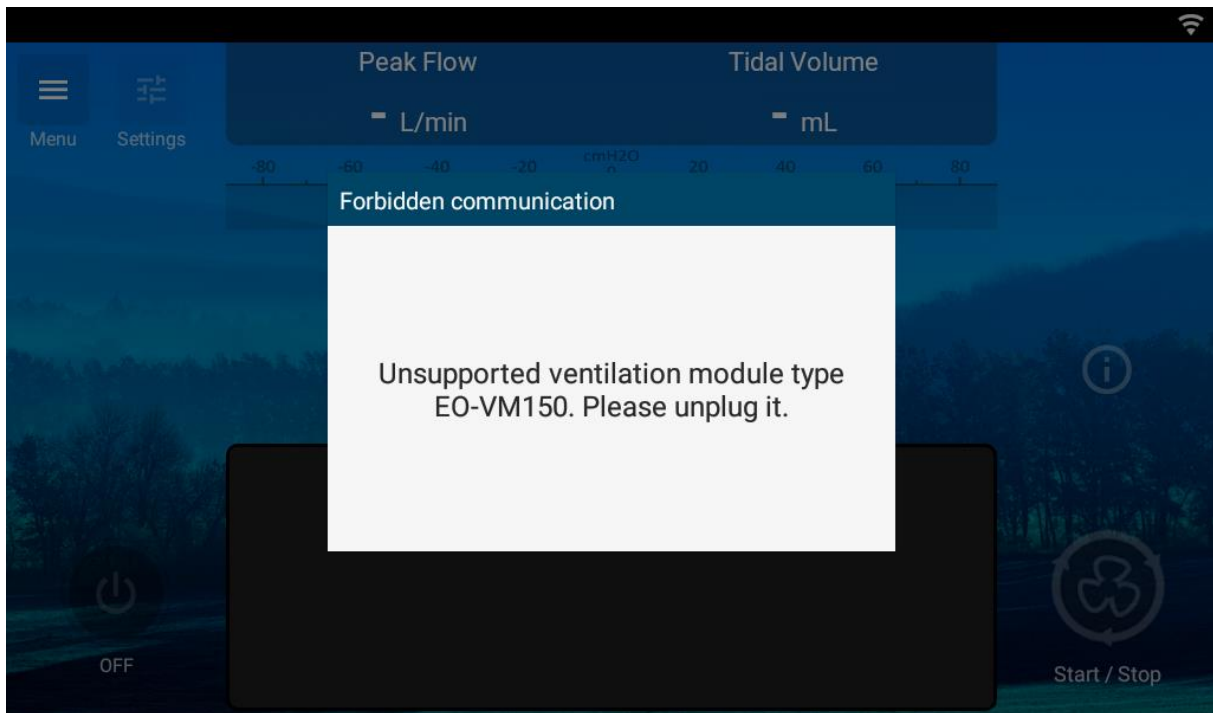 Peak Flow
Tidal Volume
- L/min
- mL
Menu
Settings
-80 -60 -40 -20 cmH2O 0 20 40 60 80
Forbidden communication
Unsupported ventilation module type
EO-VM150. Please unplug it.
OFF
Start / Stop